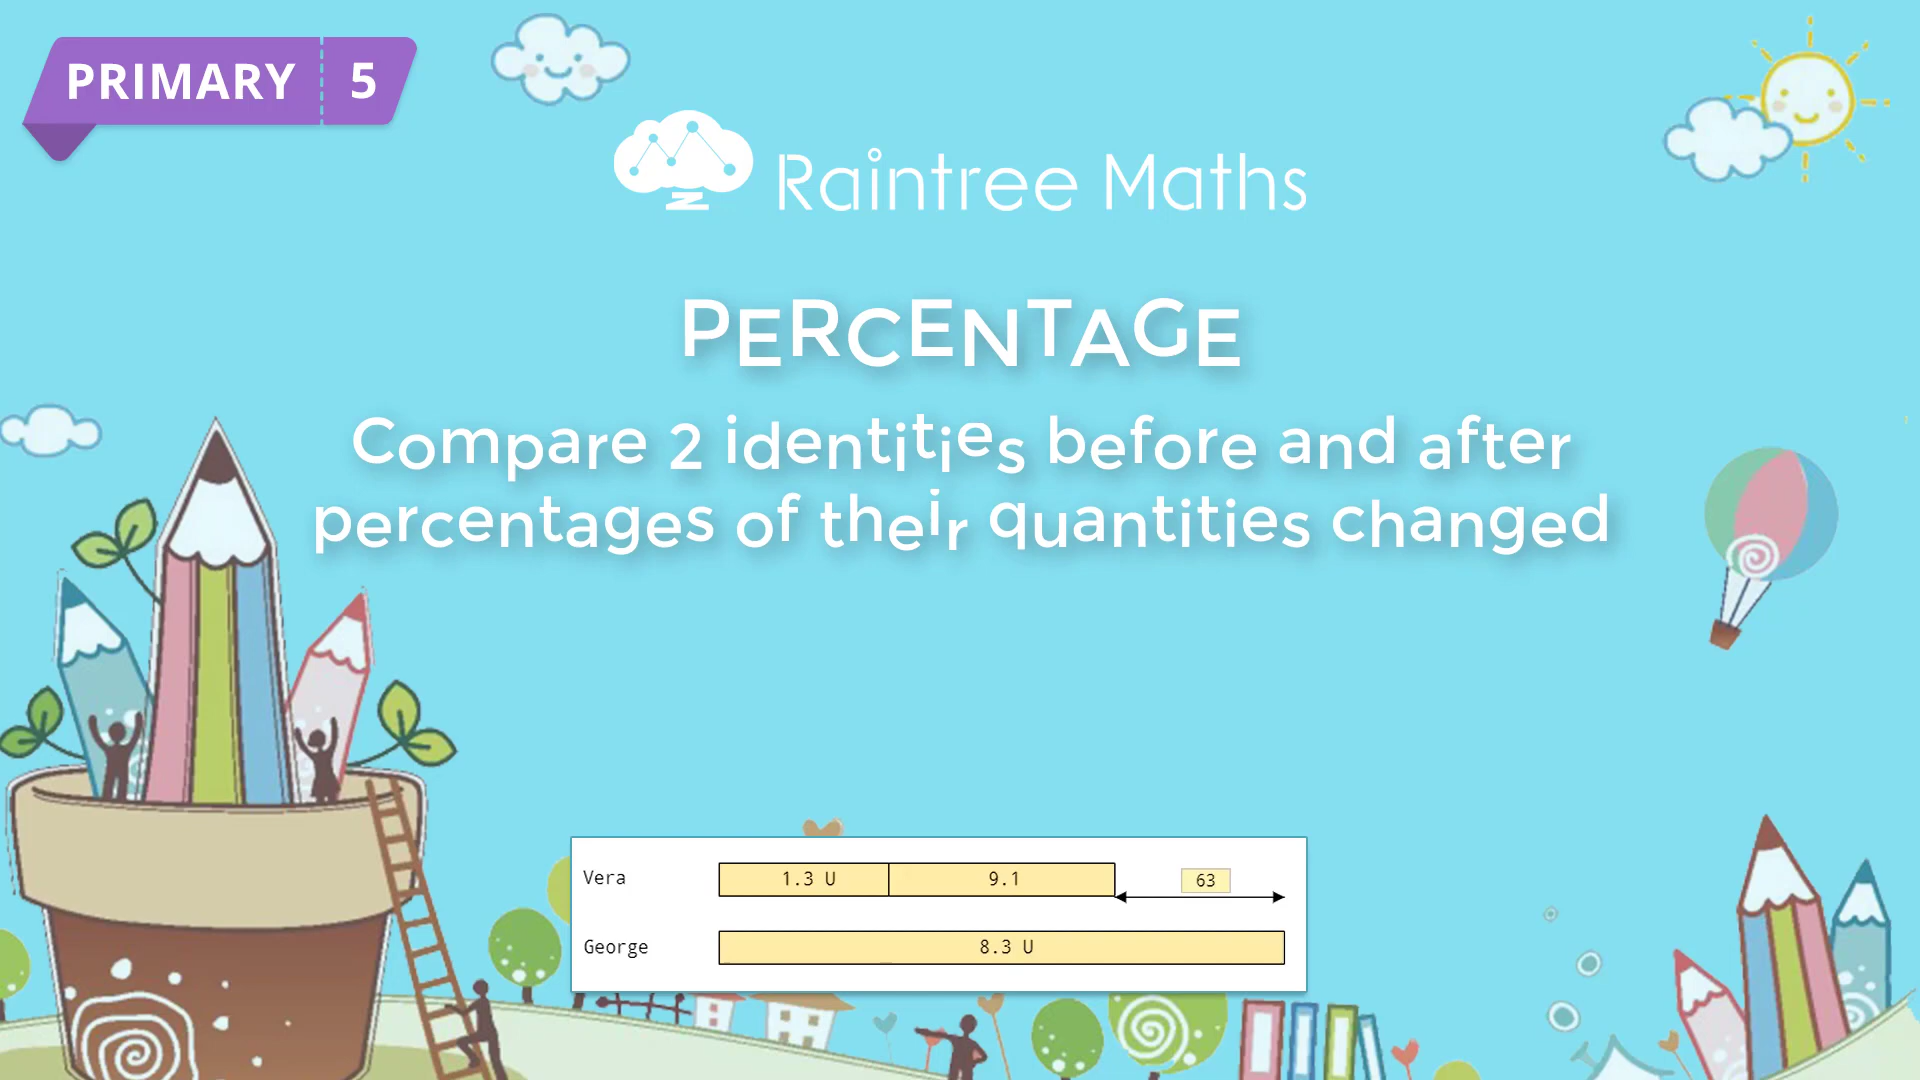 PRIMARY 5
Raintree Maths
PERCENTAGE
Compare 2 identities before and after
percentages of their quantities changed
Vera 1.3 U 9.1 63
George 8.3 U